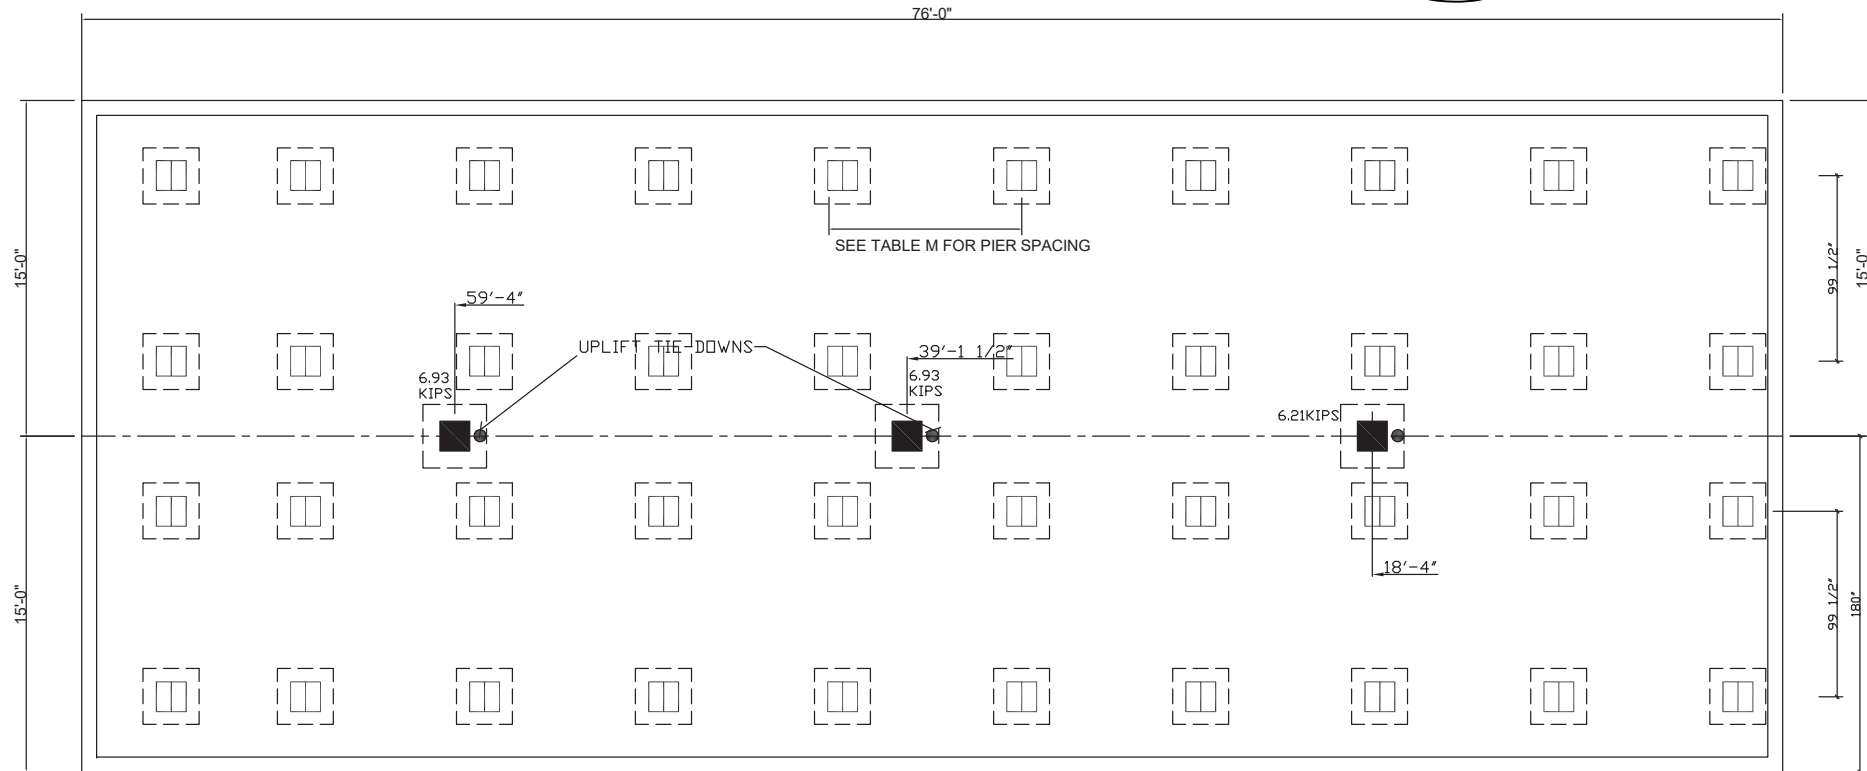 76'-0"
15'-0"
99 1/2"
15'-0"
SEE TABLE M FOR PIER SPACING
59'-4"
UPLIFT TIE-DOWNS
39'-1 1/2"
6.93
KIPS
6.93
KIPS
6.21KIPS
18'-4"
15'-0"
99 1/2"
180"